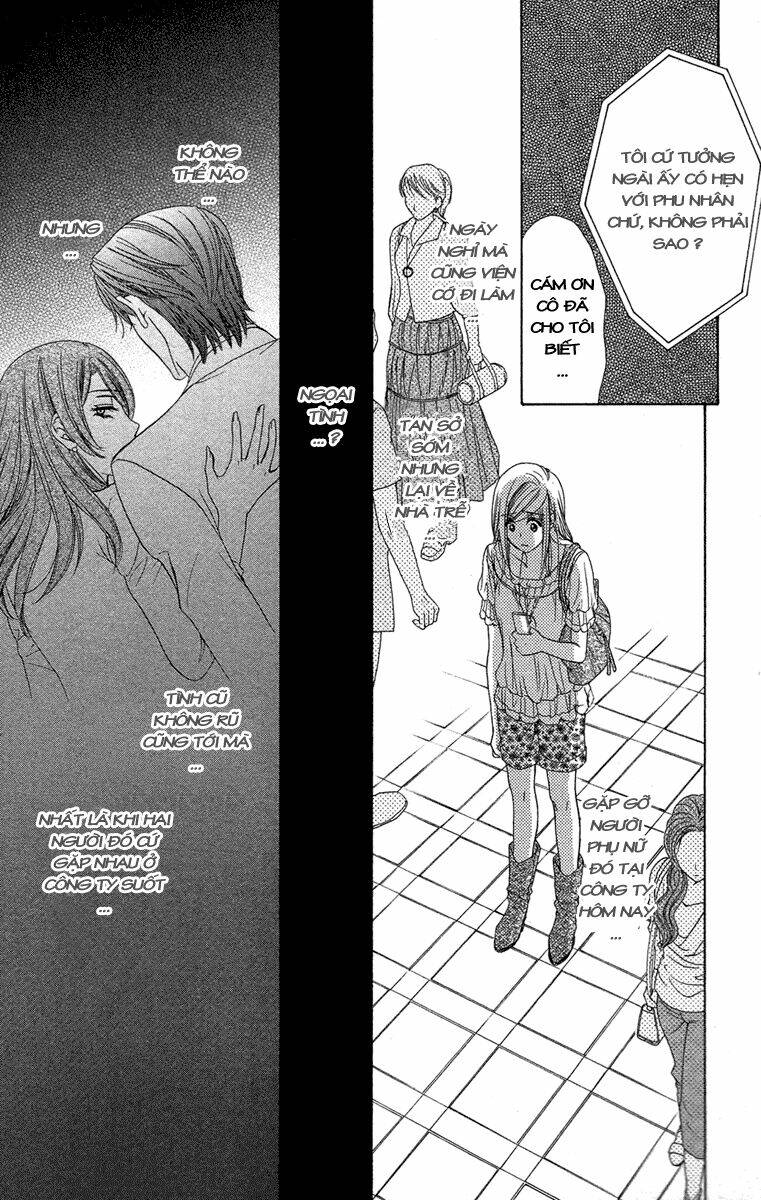 TÔI CỨ TƯỞNG
NGÀI ẤY CÓ HẸN
VỚI PHU NHÂN
CHỨ, KHÔNG PHẢI
SAO ?
CÁM ƠN
CÔ ĐÃ
CHO TÔI
BIẾT
...
NGÀY
NGHỈ MÀ
CŨNG VIỆN
CỚ ĐI LÀM
TAN SỞ
SỚM
NHƯNG
LẠI VỀ
NHÀ TRỄ
GẶP GỠ
NGƯỜI
PHỤ NỮ
ĐÓ TẠI
CÔNG TY
HÔM NAY
...
NGOẠI
TÌNH
... ?
KHÔNG
THỂ NÀO
...
NHƯNG
...
TÌNH CŨ
KHÔNG RŨ
CŨNG TỚI MÀ
...
NHẤT LÀ KHI HAI
NGƯỜI ĐÓ CỨ
GẶP NHAU Ở
CÔNG TY SUỐT
...